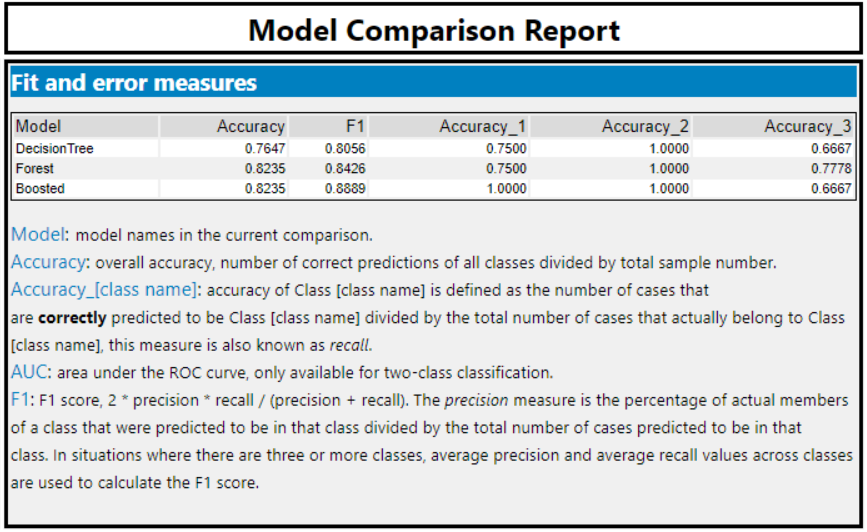 Model Comparison Report
Fit and error measures
Model Accuracy F1 Accuracy_1 Accuracy_2 Accuracy_3
DecisionTree 0.7647 0.8056 0.7500 1.0000 0.6667
Forest 0.8235 0.8426 0.7500 1.0000 0.7778
Boosted 0.8235 0.8889 1.0000 1.0000 0.6667
Model: model names in the current comparison.
Accuracy: overall accuracy, number of correct predictions of all classes divided by total sample number.
Accuracy_[class name]: accuracy of Class [class name] is defined as the number of cases that
are correctly predicted to be Class [class name] divided by the total number of cases that actually belong to Class
[class name], this measure is also known as recall.
AUC: area under the ROC curve, only available for two-class classification.
F1: F1 score, 2 * precision * recall / (precision + recall). The precision measure is the percentage of actual members
of a class that were predicted to be in that class divided by the total number of cases predicted to be in that
class. In situations where there are three or more classes, average precision and average recall values across classes
are used to calculate the F1 score.